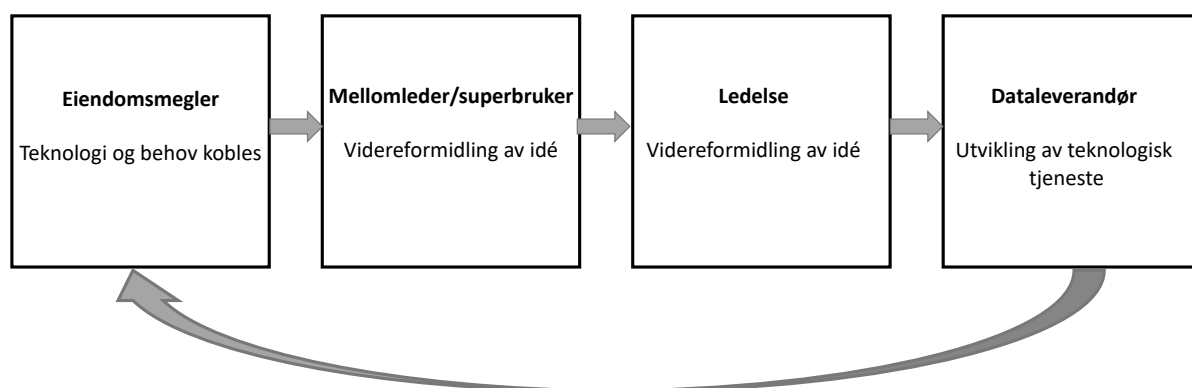 Eiendomsmegler
Teknologi og behov kobles
Mellomleder/superbruker
Videreformidling av idé
Ledelse
Videreformidling av idé
Dataleverandør
Utvikling av teknologisk
tjeneste